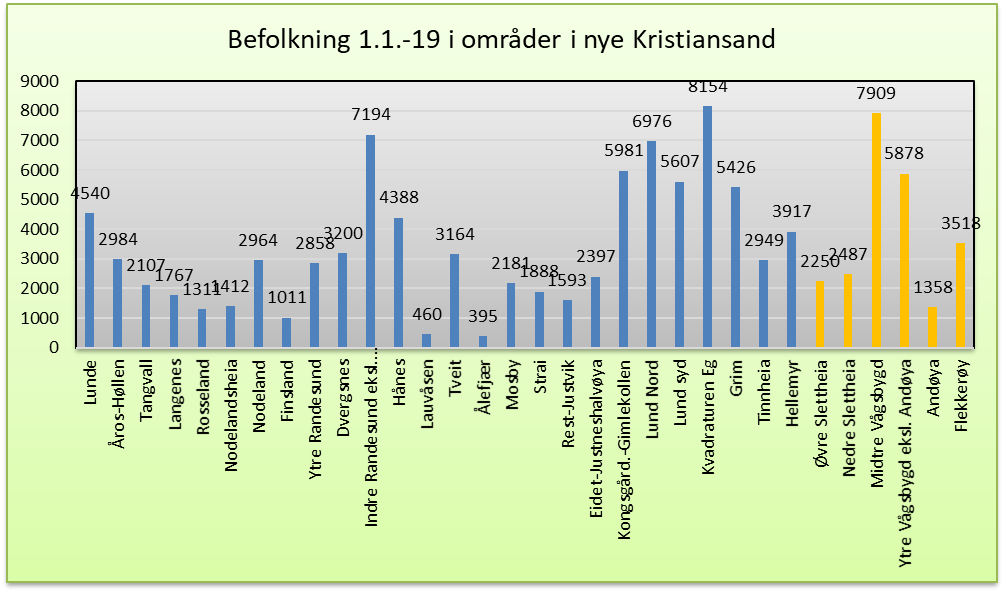 Befolkning 1.1.-19 i områder i nye Kristiansand
9000
8000
7000
6000
5000
4000
3000
2000
1000
0
4540
2984
2107
1767
1311
1412
2964
1011
2858
3200
7194
4388
460
3164
395
2181
1888
1593
2397
5981
6976
5607
8154
5426
2949
3917
2250
2487
7909
5878
1358
3518
Lunde
Åros-Høllen
Tangvall
Langenes
Rosseland
Nodelandsheia
Nodeland
Finsland
Ytre Randesund
Dvergsnes
Indre Randesund eksl....
Hånes
Lauvåsen
Tveit
Ålefjær
Mosby
Strai
Rest-Justvik
Eidet-Justneshalvøya
Kongsgård.-Gimlekollen
Lund Nord
Lund syd
Kvadraturen Eg
Grim
Tinnheia
Hellemyr
Øvre Slettheia
Nedre Slettheia
Midtre Vågsbygd
Ytre Vågsbygd eksl. Andøya
Andøya
Flekkerøy